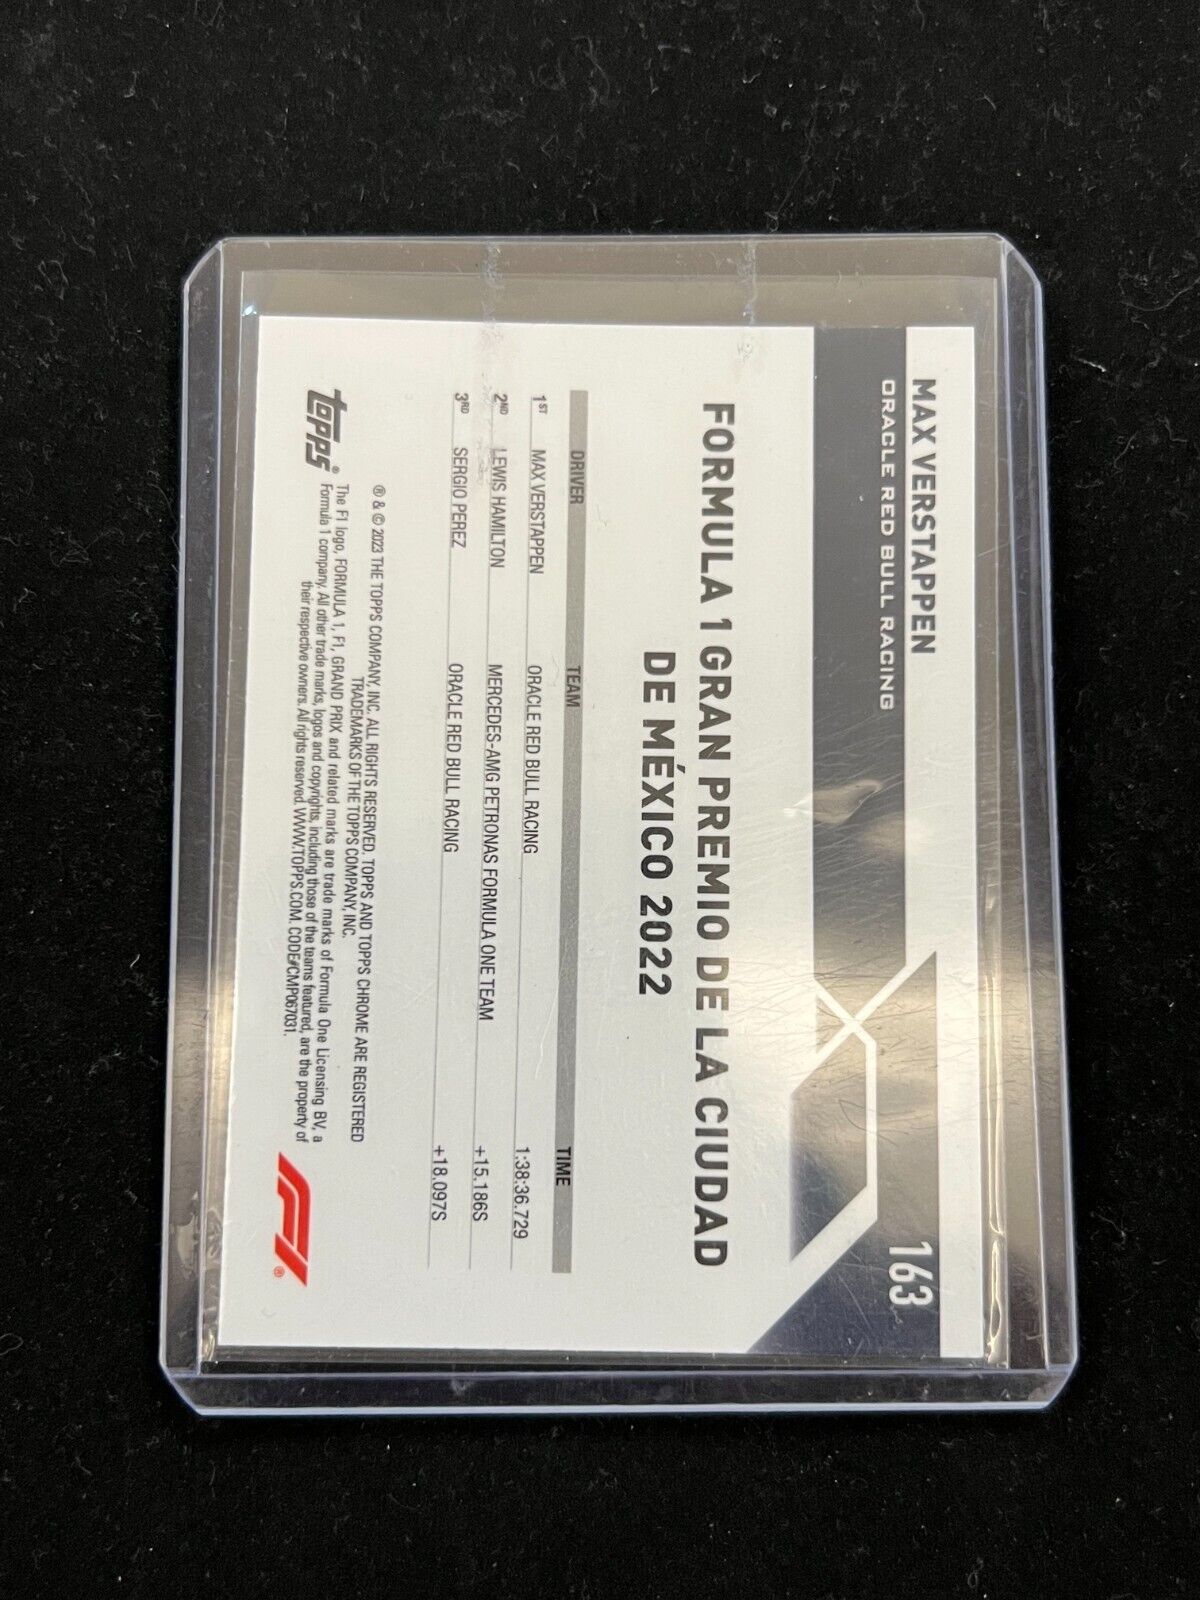 MAX VERSTAPPEN
ORACLE RED BULL RACING
163
FORMULA 1 GRAN PREMIO DE LA CIUDAD
DE MÉXICO 2022
DRIVER TEAM TIME
1ST MAX VERSTAPPEN ORACLE RED BULL RACING 1:38:36.729
2ND LEWIS HAMILTON MERCEDES-AMG PETRONAS FORMULA ONE TEAM +15.186S
3RD SERGIO PEREZ ORACLE RED BULL RACING +18.097S
® & © 2023 THE TOPPS COMPANY, INC. ALL RIGHTS RESERVED. TOPPS AND TOPPS CHROME ARE REGISTERED
TRADEMARKS OF THE TOPPS COMPANY, INC.
The F1 logo, FORMULA 1, F1, GRAND PRIX and related marks are trade marks of Formula One Licensing BV, a
Formula 1 company. All other trade marks, logos and copyrights, including those of the teams featured, are the property of
their respective owners. All rights reserved. WWW.TOPPS.COM. CODE#CMP067031.
topps®
F1®